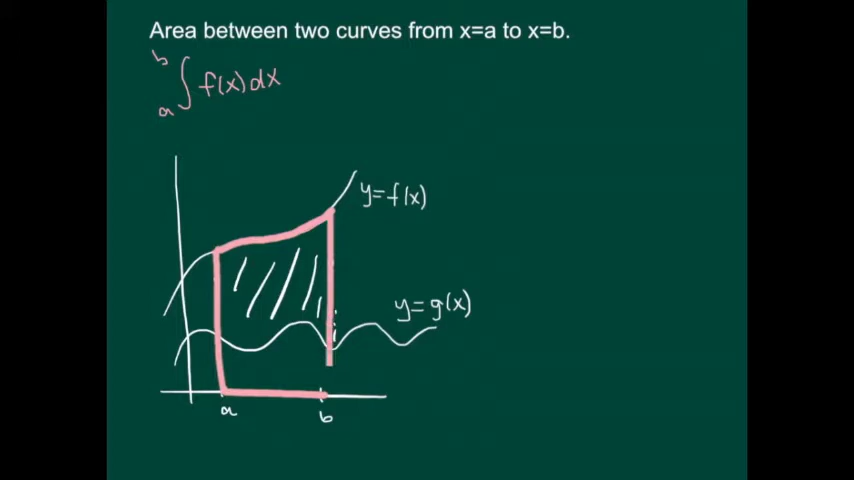 Area between two curves from x=a to x=b.
b
∫ f(x)dx
a
y=f(x)
y=g(x)
a
b